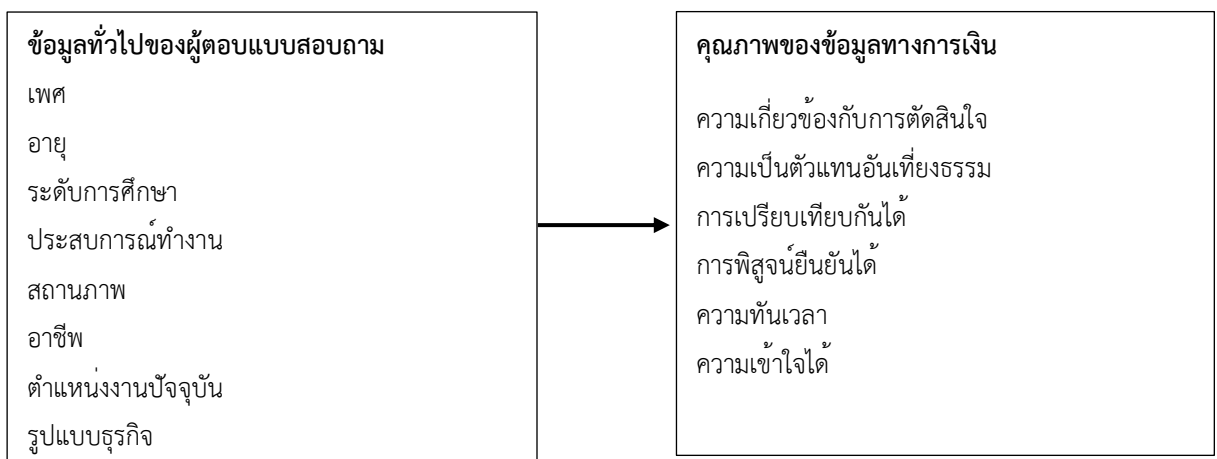 ข้อมูลทั่วไปของผู้ตอบแบบสอบถาม
เพศ
อายุ
ระดับการศึกษา
ประสบการณ์ทำงาน
สถานภาพ
อาชีพ
ตำแหน่งงานปัจจุบัน
รูปแบบธุรกิจ
คุณภาพของข้อมูลทางการเงิน
ความเกี่ยวข้องกับการตัดสินใจ
ความเป็นตัวแทนอันเที่ยงธรรม
การเปรียบเทียบกันได้
การพิสูจน์ยืนยันได้
ความทันเวลา
ความเข้าใจได้